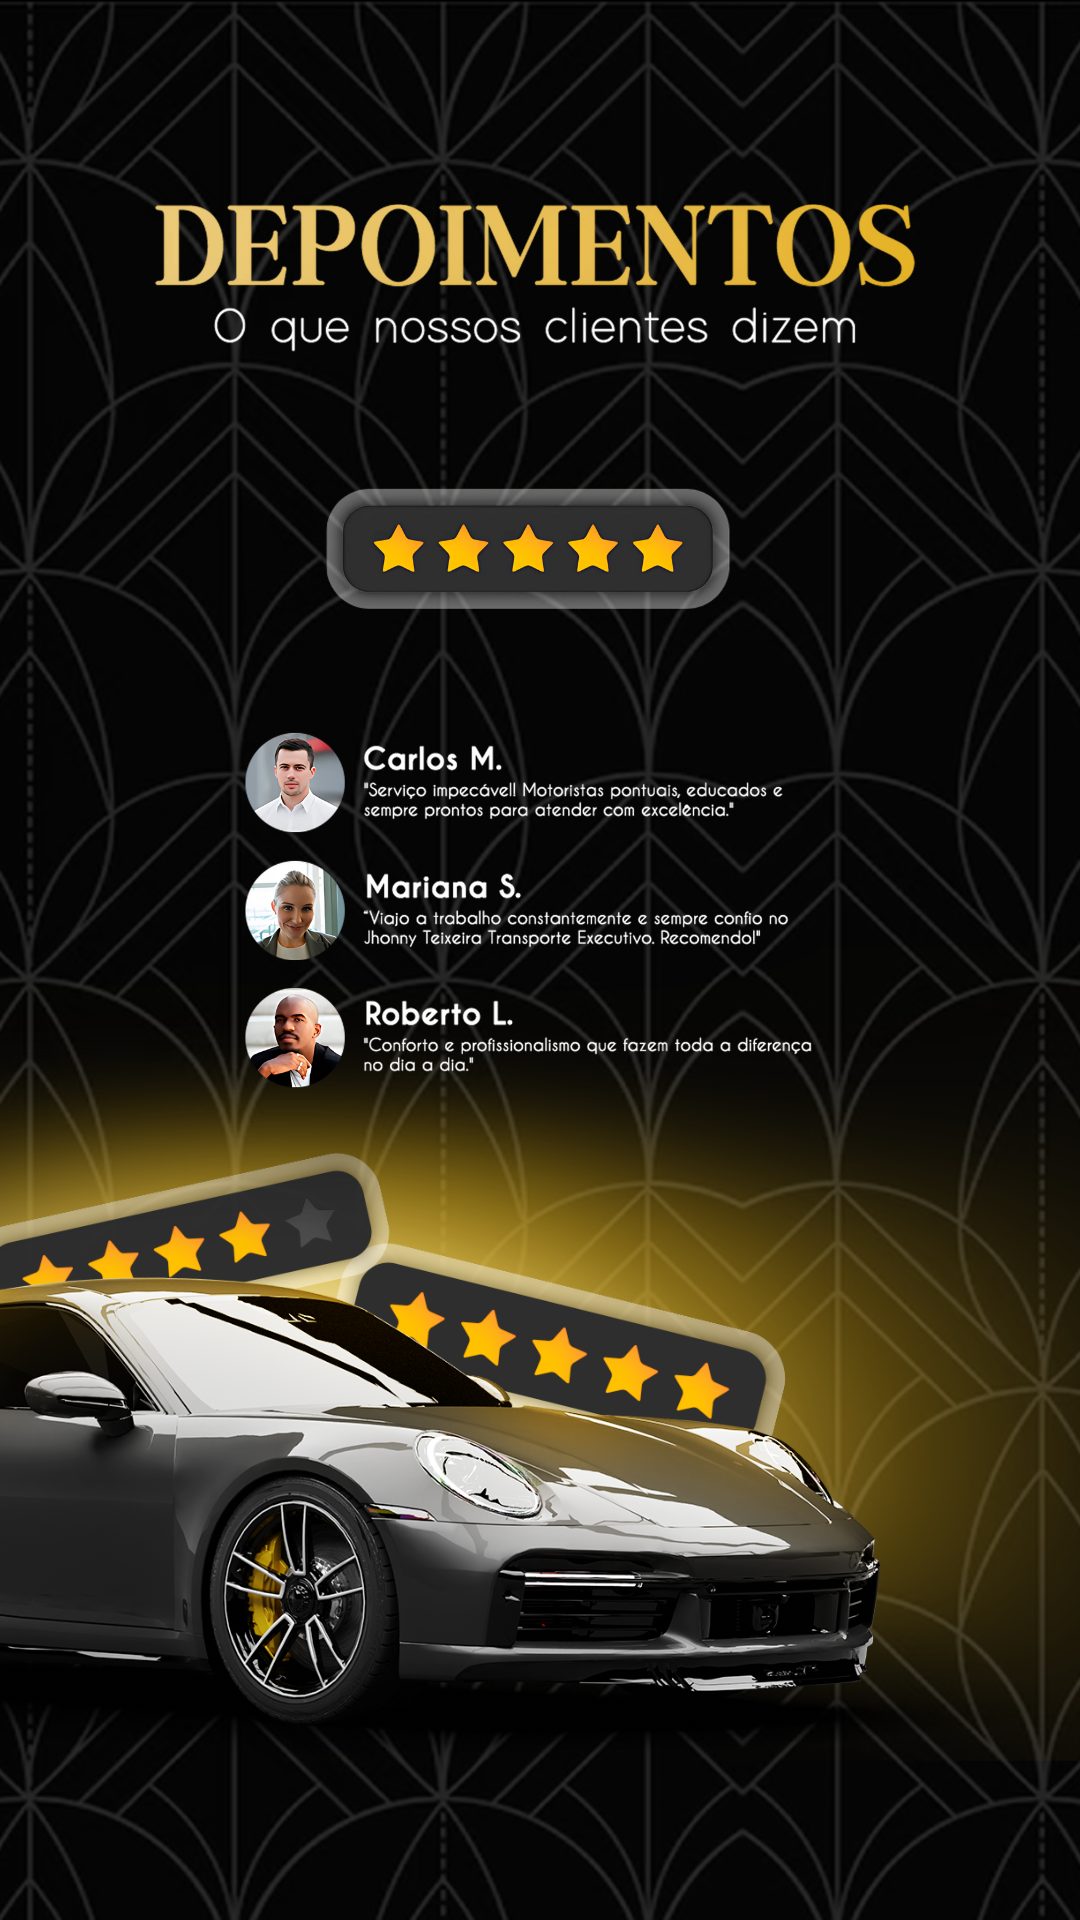 DEPOIMENTOS
O que nossos clientes dizem
Carlos M.
"Serviço impecável! Motoristas pontuais, educados e
sempre prontos para atender com excelência."
Mariana S.
"Viajo a trabalho constantemente e sempre confio no
Jhonny Teixeira Transporte Executivo. Recomendo!"
Roberto L.
"Conforto e profissionalismo que fazem toda a diferença
no dia a dia."